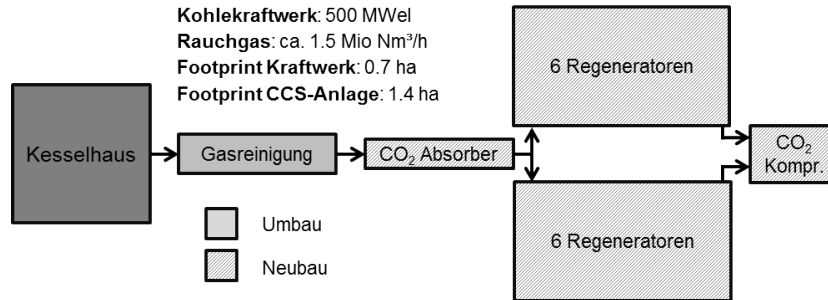 Kohlekraftwerk: 500 MWel
Rauchgas: ca. 1.5 Mio Nm³/h
Footprint Kraftwerk: 0.7 ha
Footprint CCS-Anlage: 1.4 ha
6 Regeneratoren
Kesselhaus
Gasreinigung
CO₂ Absorber
CO₂
Kompr.
6 Regeneratoren
Umbau
Neubau